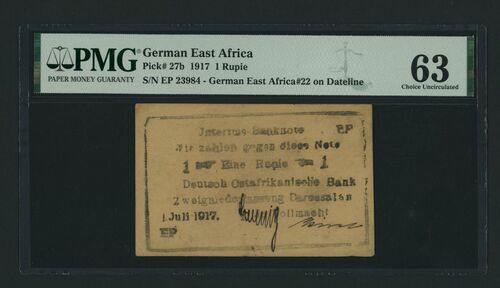 PMG
PAPER MONEY GUARANTY
German East Africa
Pick# 27b 1917 1 Rupie
S/N EP 23984 - German East Africa#22 on Dateline
63
Choice Uncirculated
Interims-Banknote EP
Wir zahlen gegen diese Note
1 Eine Rupie 1
Deutsch Ostafrikanische Bank
Zweigniederlassung Daressalam
1 Juli 1917. Vollmacht
EP